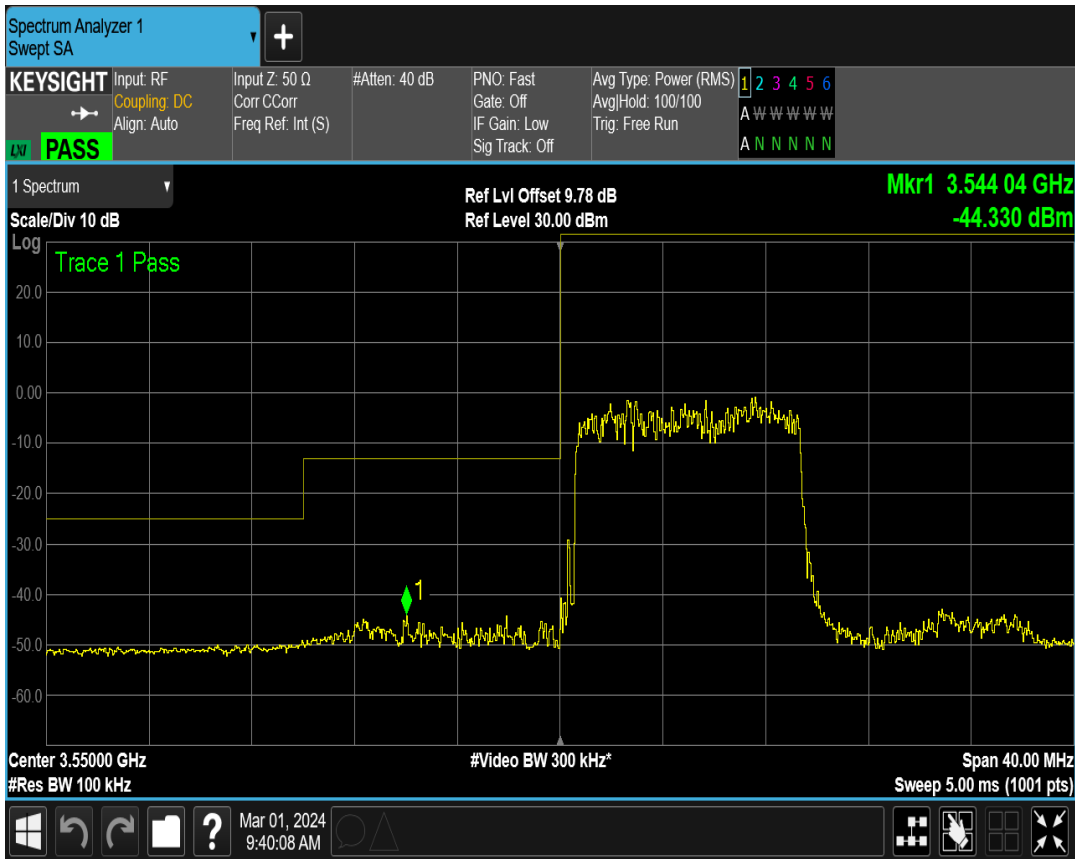 Spectrum Analyzer 1
Swept SA
+
KEYSIGHT
LXI PASS
Input: RF
Coupling: DC
Align: Auto
Input Z: 50 Ω
Corr CCorr
Freq Ref: Int (S)
#Atten: 40 dB
PNO: Fast
Gate: Off
IF Gain: Low
Sig Track: Off
Avg Type: Power (RMS)
Avg|Hold: 100/100
Trig: Free Run
1 2 3 4 5 6
A W W W W W
A N N N N N
1 Spectrum
Scale/Div 10 dB
Ref Lvl Offset 9.78 dB
Ref Level 30.00 dBm
Mkr1 3.544 04 GHz
-44.330 dBm
Log
Trace 1 Pass
20.0
10.0
0.00
-10.0
-20.0
-30.0
-40.0
1
-50.0
-60.0
Center 3.55000 GHz
#Video BW 300 kHz*
Span 40.00 MHz
#Res BW 100 kHz
Sweep 5.00 ms (1001 pts)
?
Mar 01, 2024
9:40:08 AM